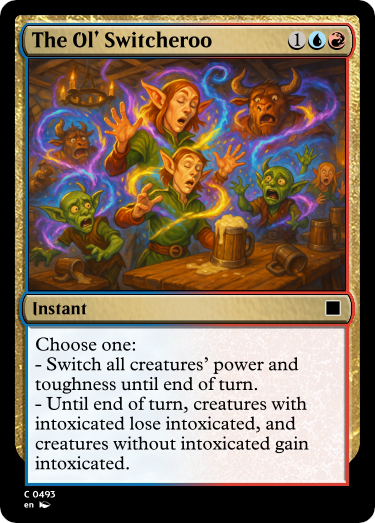 The Ol' Switcheroo 1
Instant
Choose one:
- Switch all creatures' power and
toughness until end of turn.
- Until end of turn, creatures with
intoxicated lose intoxicated, and
creatures without intoxicated gain
intoxicated.
C 0493
en